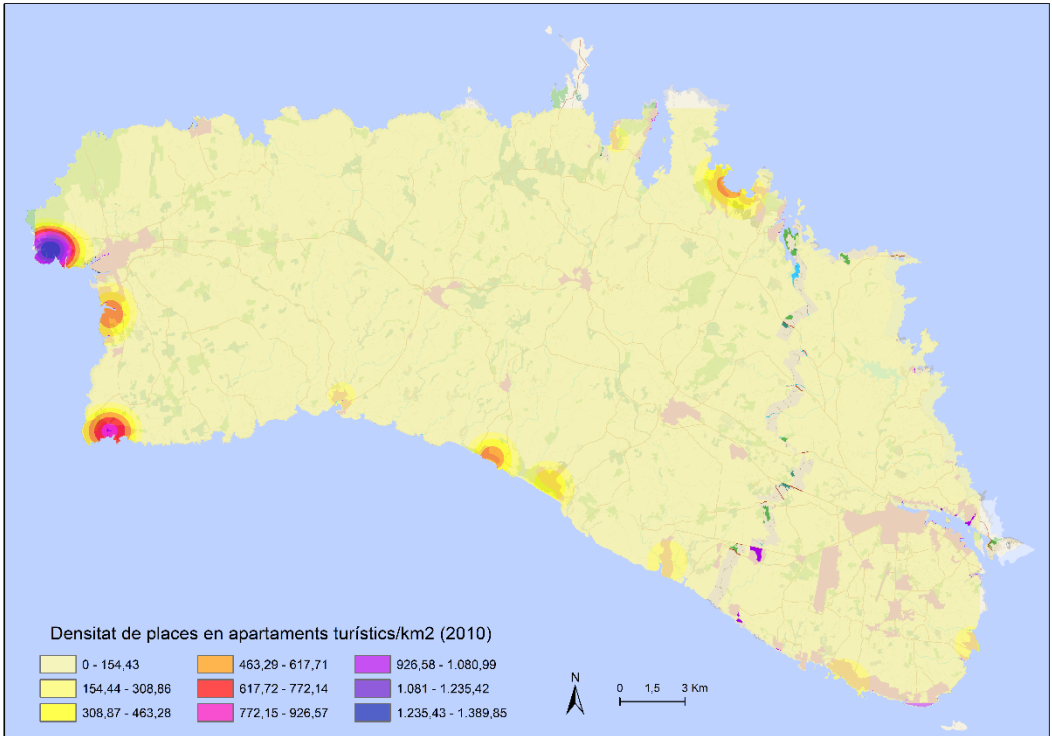 Densitat de places en apartaments turístics/km2 (2010)
0 - 154,43
154,44 - 308,86
308,87 - 463,28
463,29 - 617,71
617,72 - 772,14
772,15 - 926,57
926,58 - 1.080,99
1.081 - 1.235,42
1.235,43 - 1.389,85
N
0 1,5 3 Km